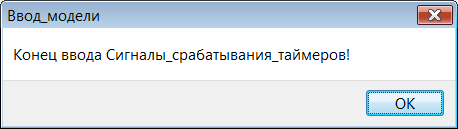 Ввод_модели
Конец ввода Сигналы_срабатывания_таймеров!
OK